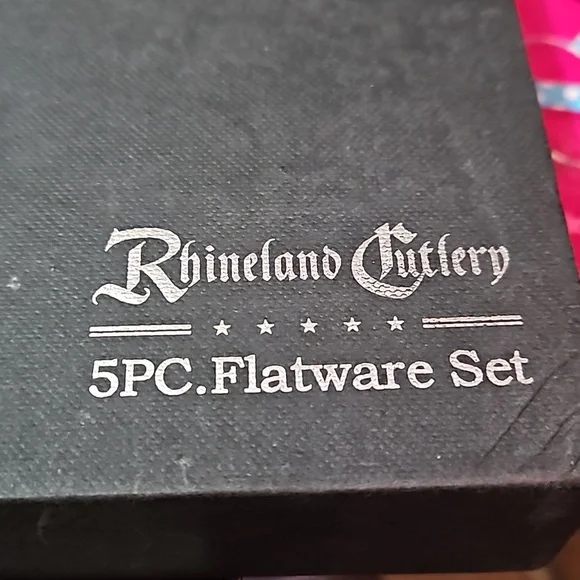 Rhineland Cutlery
★ ★ ★ ★ ★
5PC.Flatware Set